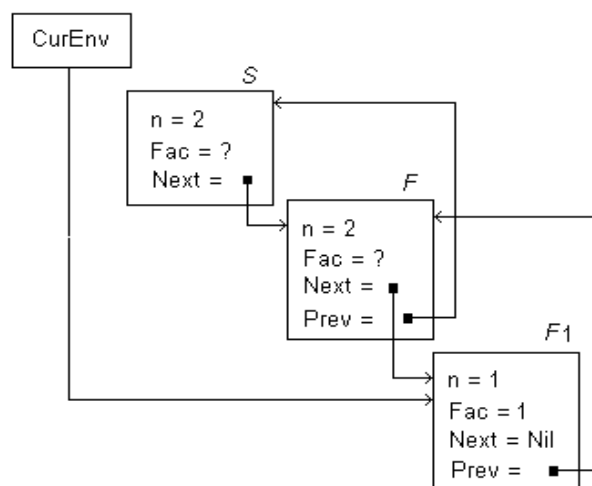 CurEnv
S
n = 2
Fac = ?
Next =
F
n = 2
Fac = ?
Next =
Prev =
F1
n = 1
Fac = 1
Next = Nil
Prev =